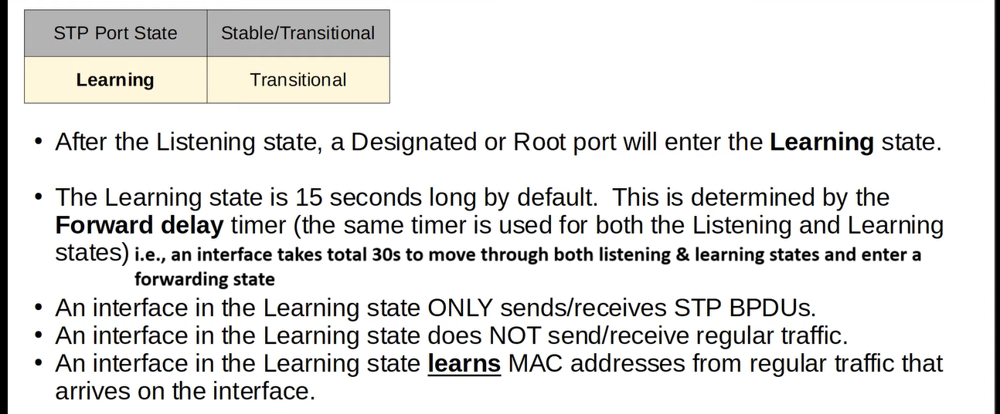 STP Port State Stable/Transitional
Learning Transitional
• After the Listening state, a Designated or Root port will enter the Learning state.
• The Learning state is 15 seconds long by default.  This is determined by the
Forward delay timer (the same timer is used for both the Listening and Learning
states) i.e., an interface takes total 30s to move through both listening & learning states and enter a
forwarding state
• An interface in the Learning state ONLY sends/receives STP BPDUs.
• An interface in the Learning state does NOT send/receive regular traffic.
• An interface in the Learning state learns MAC addresses from regular traffic that
arrives on the interface.